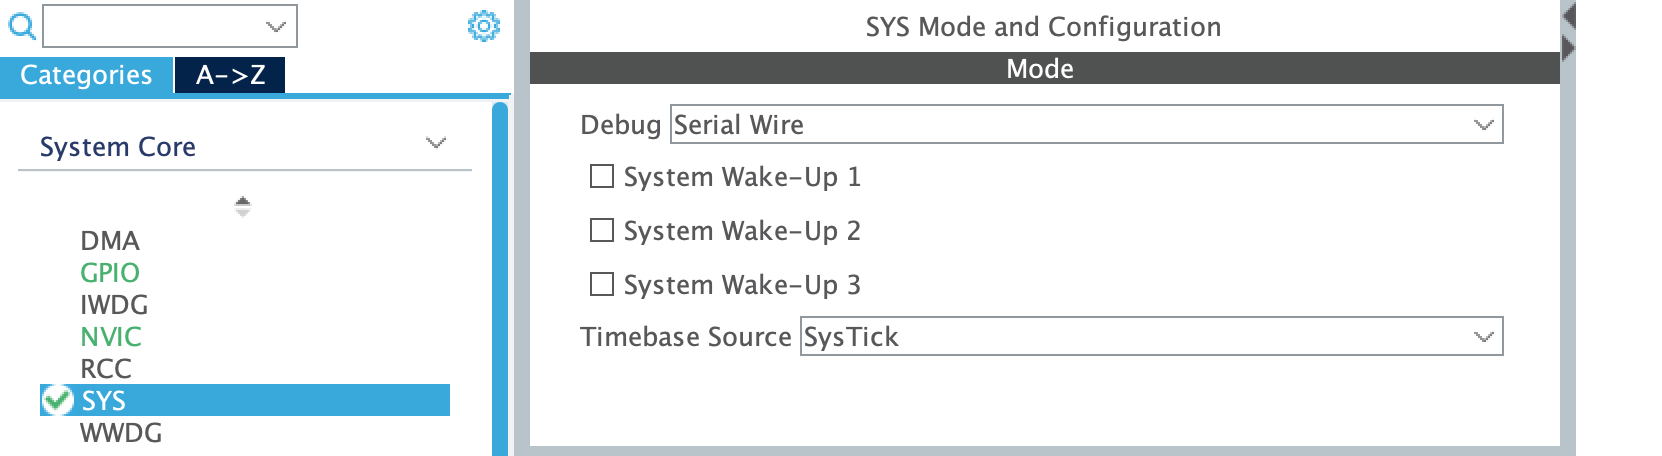 Categories
A->Z
System Core
DMA
GPIO
IWDG
NVIC
RCC
SYS
WWDG
SYS Mode and Configuration
Mode
Debug Serial Wire
System Wake-Up 1
System Wake-Up 2
System Wake-Up 3
Timebase Source SysTick